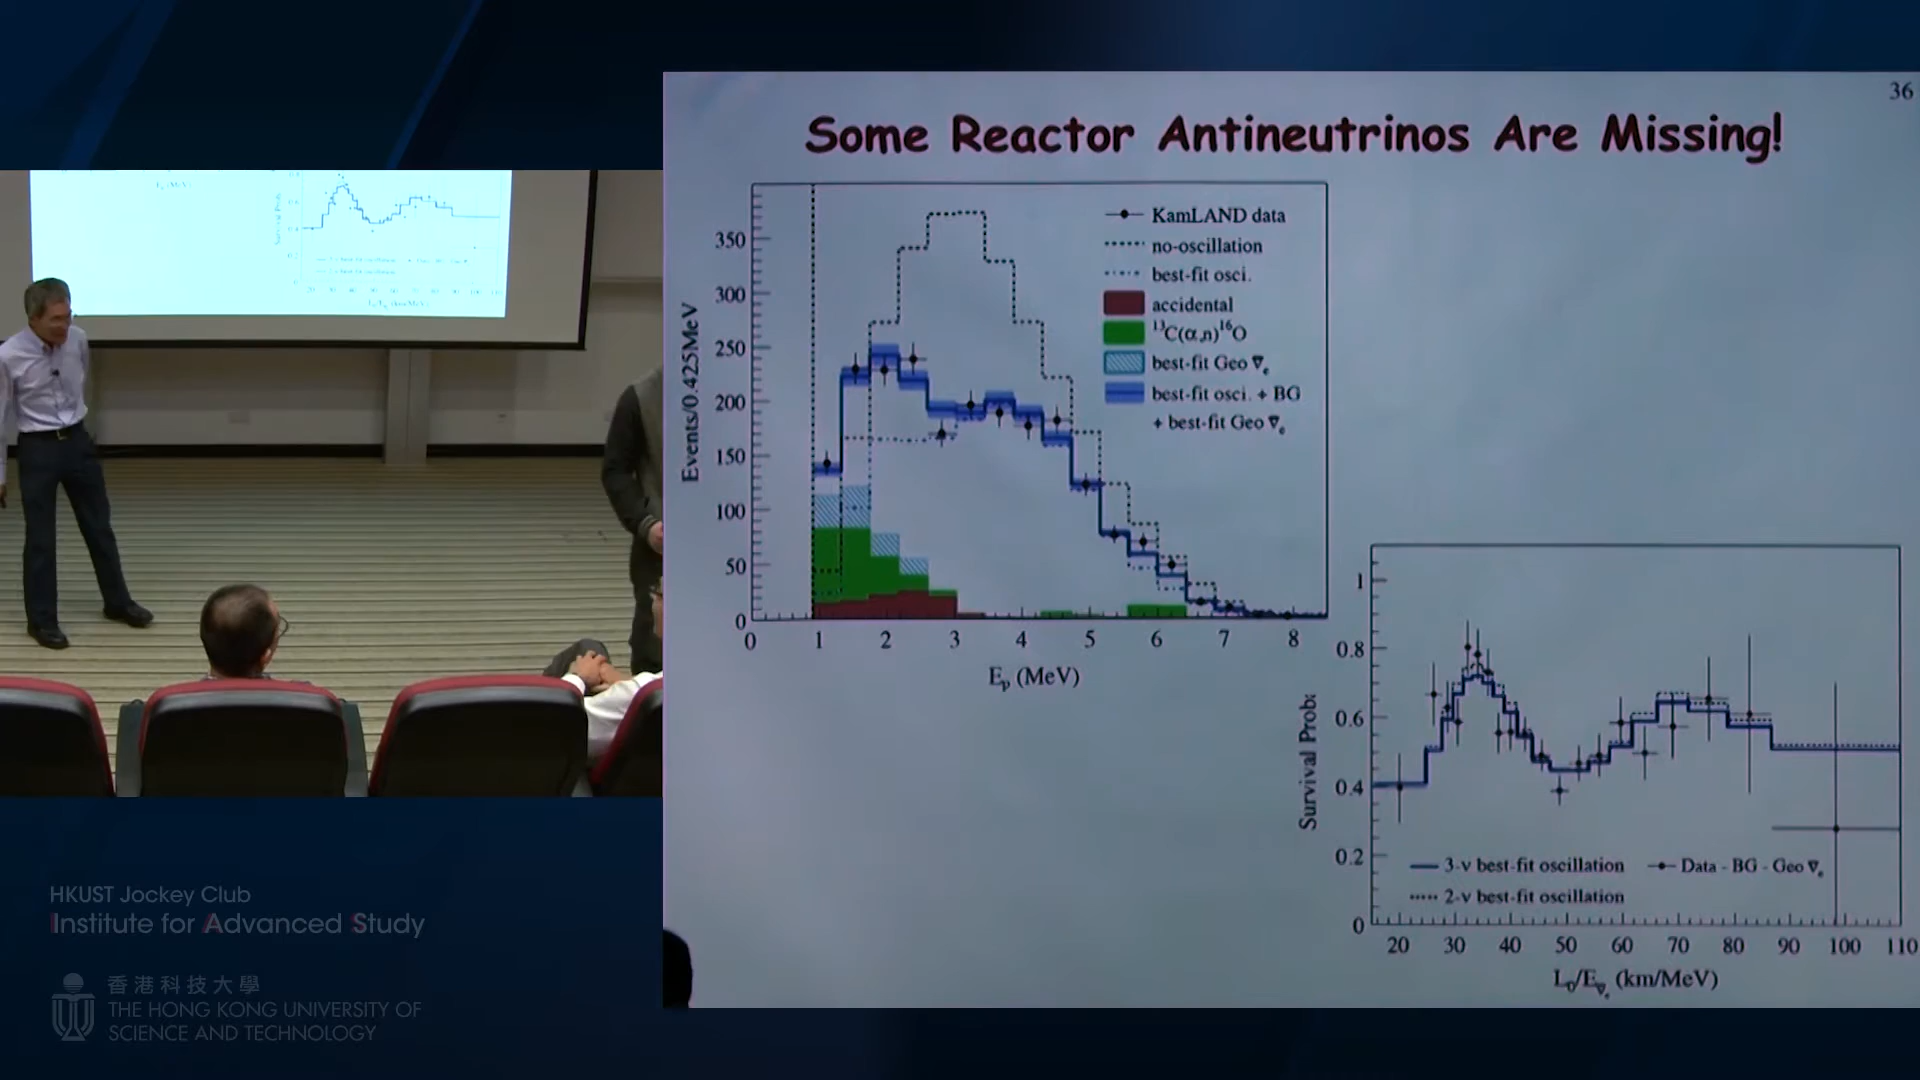 36
Some Reactor Antineutrinos Are Missing!
KamLAND data
no-oscillation
best-fit osci.
accidental
¹³C(α,n)¹⁶O
best-fit Geo ν̅ₑ
best-fit osci. + BG
+ best-fit Geo ν̅ₑ
Events/0.425MeV
350
300
250
200
150
100
50
0
0 1 2 3 4 5 6 7 8
Eₚ (MeV)
Survival Prob
1
0.8
0.6
0.4
0.2
0
3-ν best-fit oscillation
Data - BG - Geo ν̅ₑ
2-ν best-fit oscillation
20 30 40 50 60 70 80 90 100 110
L₀/E_ν̅ₑ (km/MeV)
HKUST Jockey Club
Institute for Advanced Study
香港科技大學
THE HONG KONG UNIVERSITY OF
SCIENCE AND TECHNOLOGY